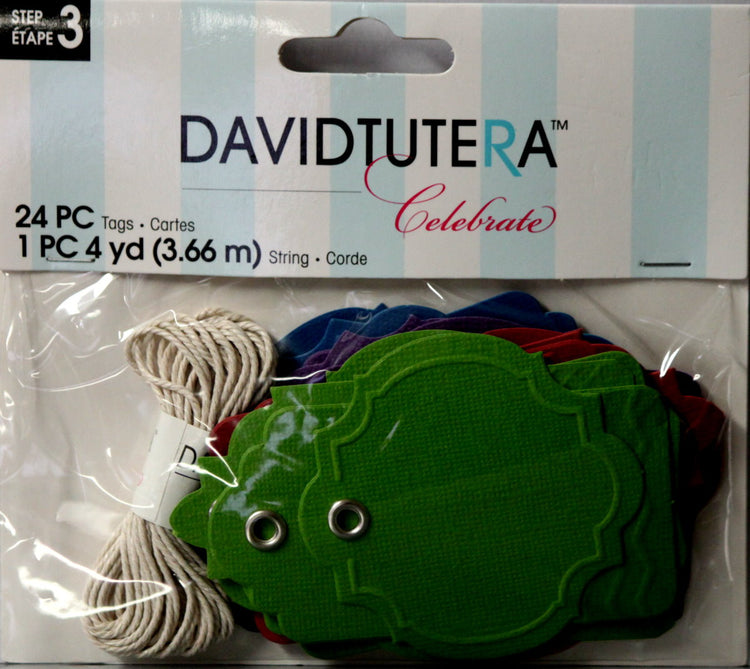 STEP 3
ÉTAPE
DAVIDTUTERA™
Celebrate
24 PC Tags • Cartes
1 PC 4 yd (3.66 m) String • Corde